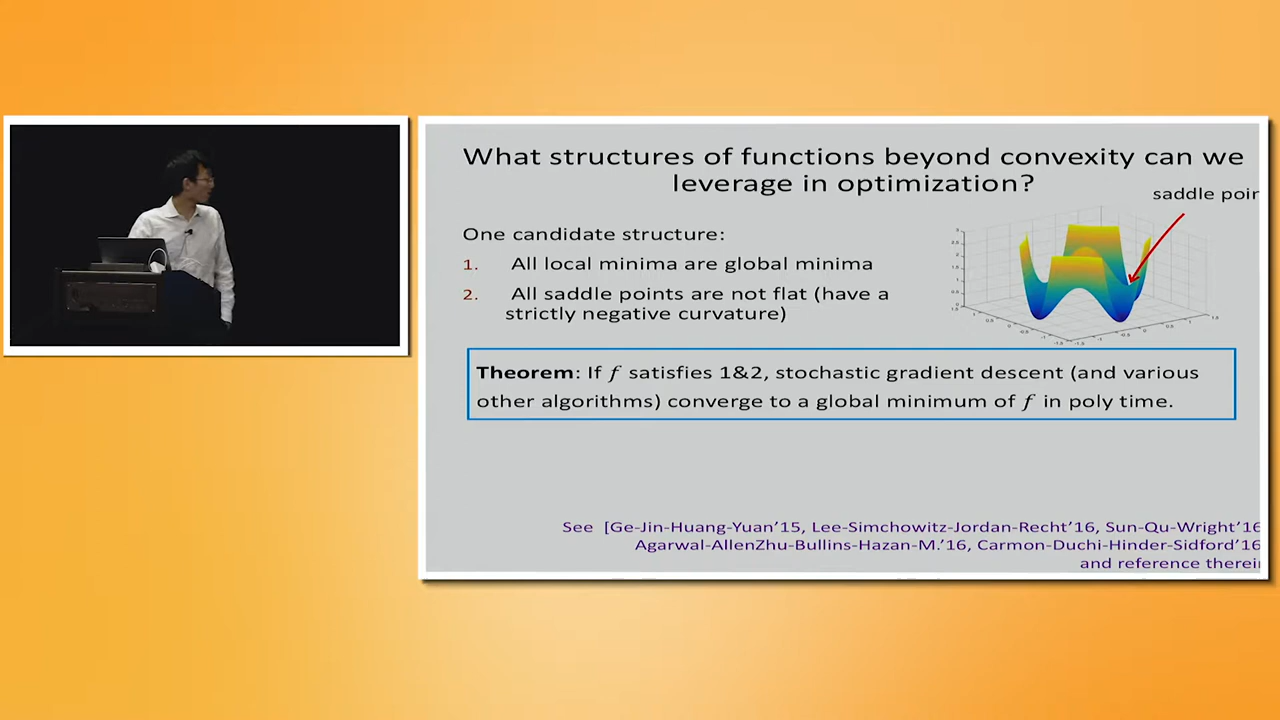 What structures of functions beyond convexity can we
leverage in optimization?
saddle poin
One candidate structure:
1. All local minima are global minima
2. All saddle points are not flat (have a
strictly negative curvature)
Theorem: If f satisfies 1&2, stochastic gradient descent (and various
other algorithms) converge to a global minimum of f in poly time.
See [Ge-Jin-Huang-Yuan’15, Lee-Simchowitz-Jordan-Recht’16, Sun-Qu-Wright’16
Agarwal-AllenZhu-Bullins-Hazan-M.’16, Carmon-Duchi-Hinder-Sidford’16
and reference therei